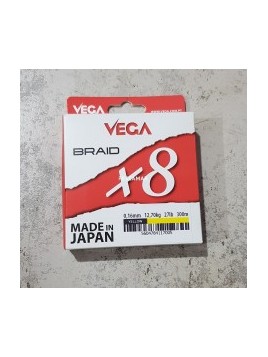 VEGA
VEGA
BRAID
x8
0,16mm 12,70kg 27lb 300m
YELLOW
MADE IN
JAPAN